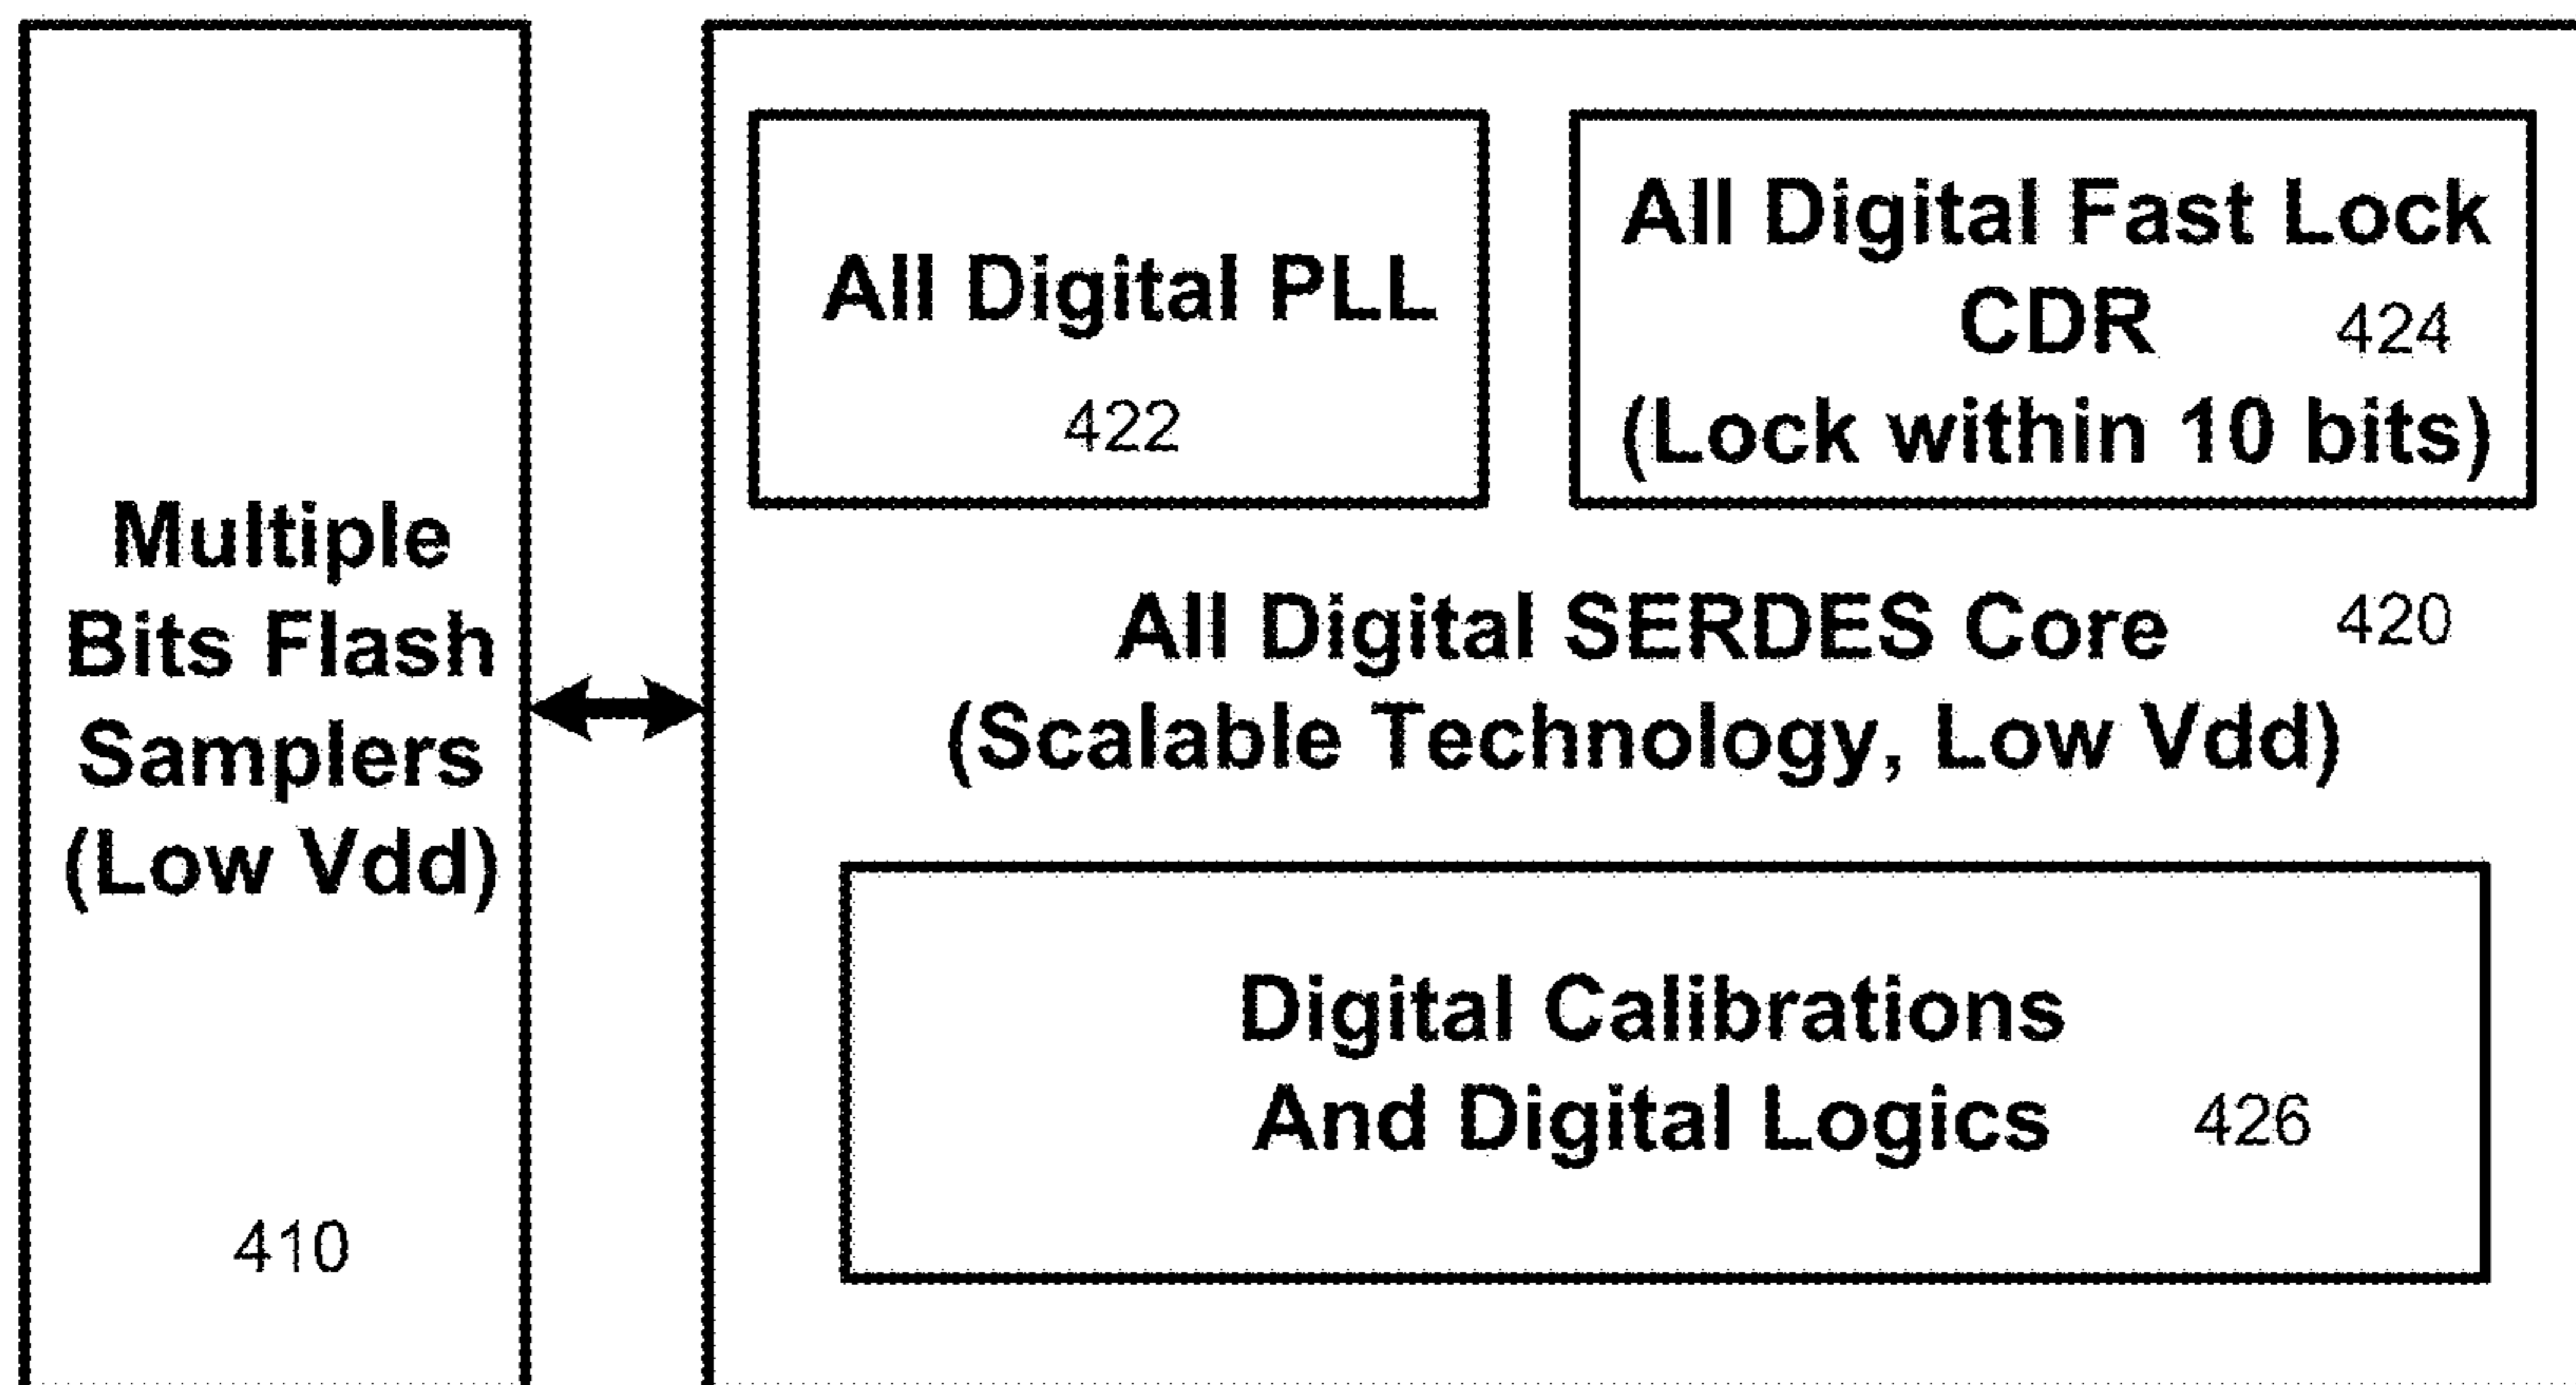 Multiple
Bits Flash
Samplers
(Low Vdd)
410
All Digital PLL
422
All Digital Fast Lock
CDR 424
(Lock within 10 bits)
All Digital SERDES Core 420
(Scalable Technology, Low Vdd)
Digital Calibrations
And Digital Logics 426